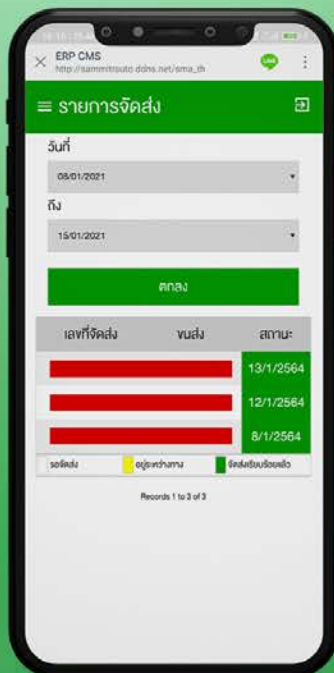 ERP CMS
http://sammitrauto.ddns.net/sma_th
LINE
รายการจัดส่ง
วันที่
08/01/2021
ถึง
15/01/2021
ตกลง
เลขที่จัดส่ง ขนส่ง สถานะ
13/1/2564
12/1/2564
8/1/2564
รอจัดส่ง อยู่ระหว่างทาง จัดส่งเรียบร้อยแล้ว
Records 1 to 3 of 3